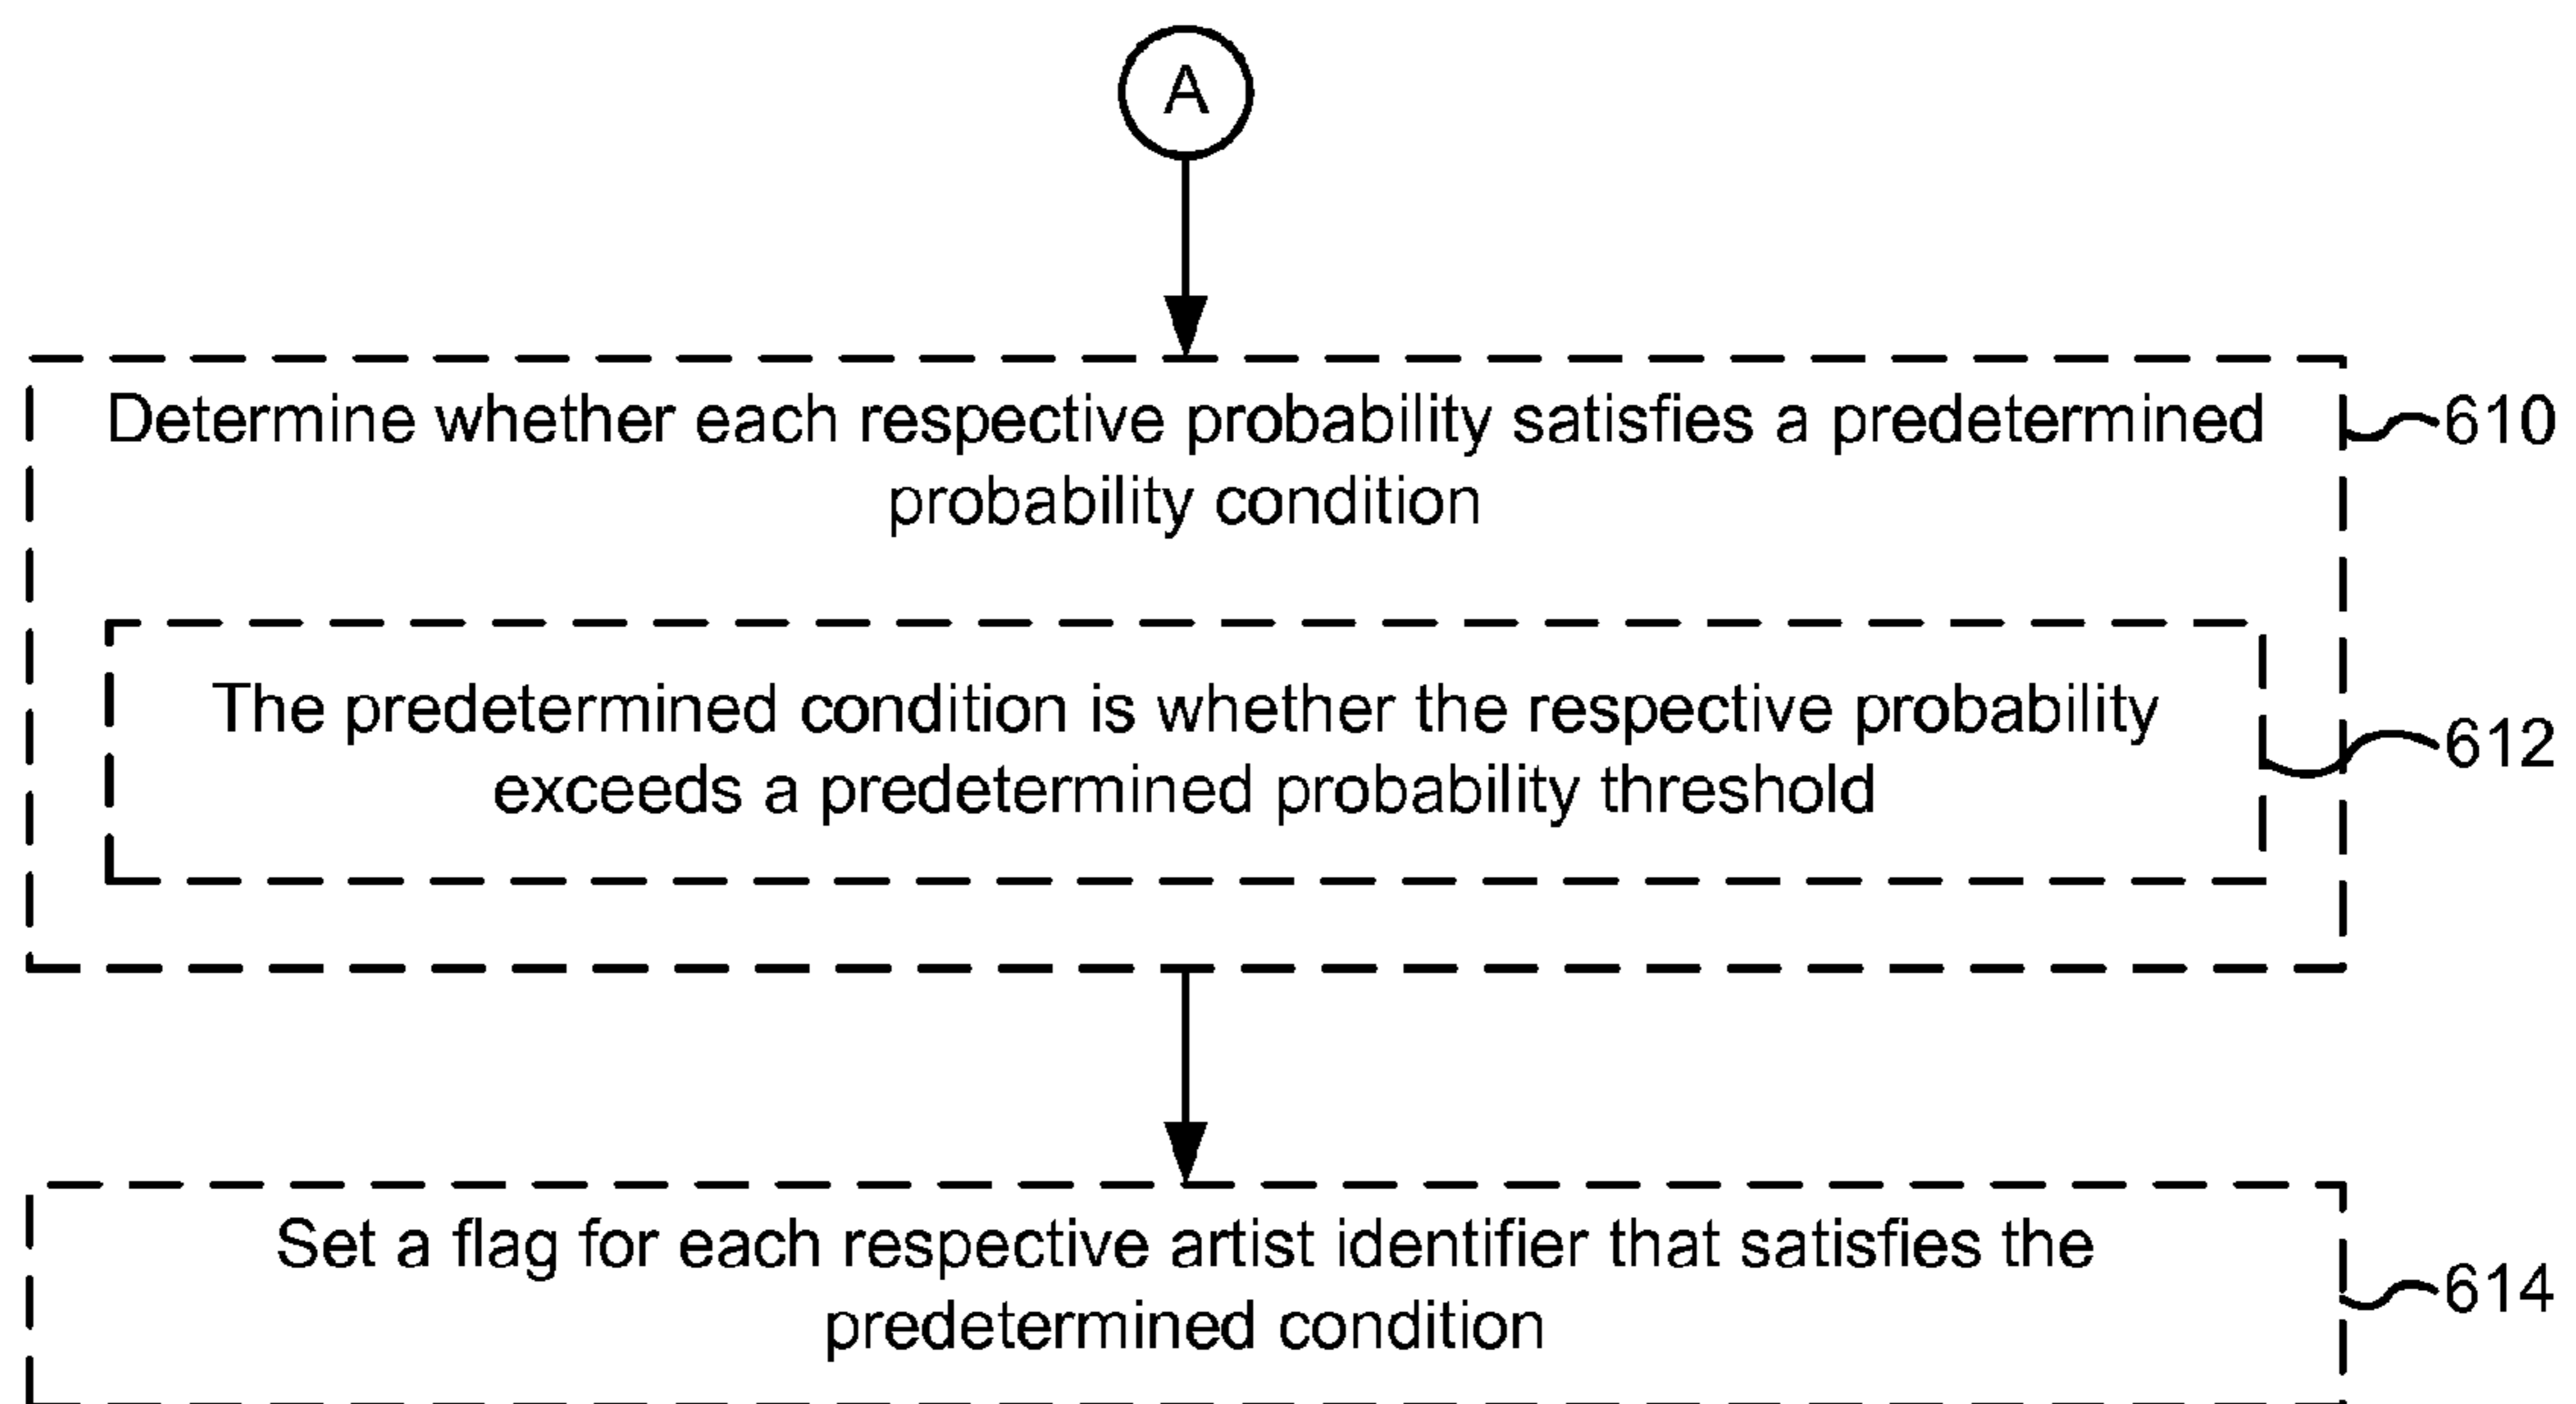 A
Determine whether each respective probability satisfies a predetermined
probability condition
610
The predetermined condition is whether the respective probability
exceeds a predetermined probability threshold
612
Set a flag for each respective artist identifier that satisfies the
predetermined condition
614